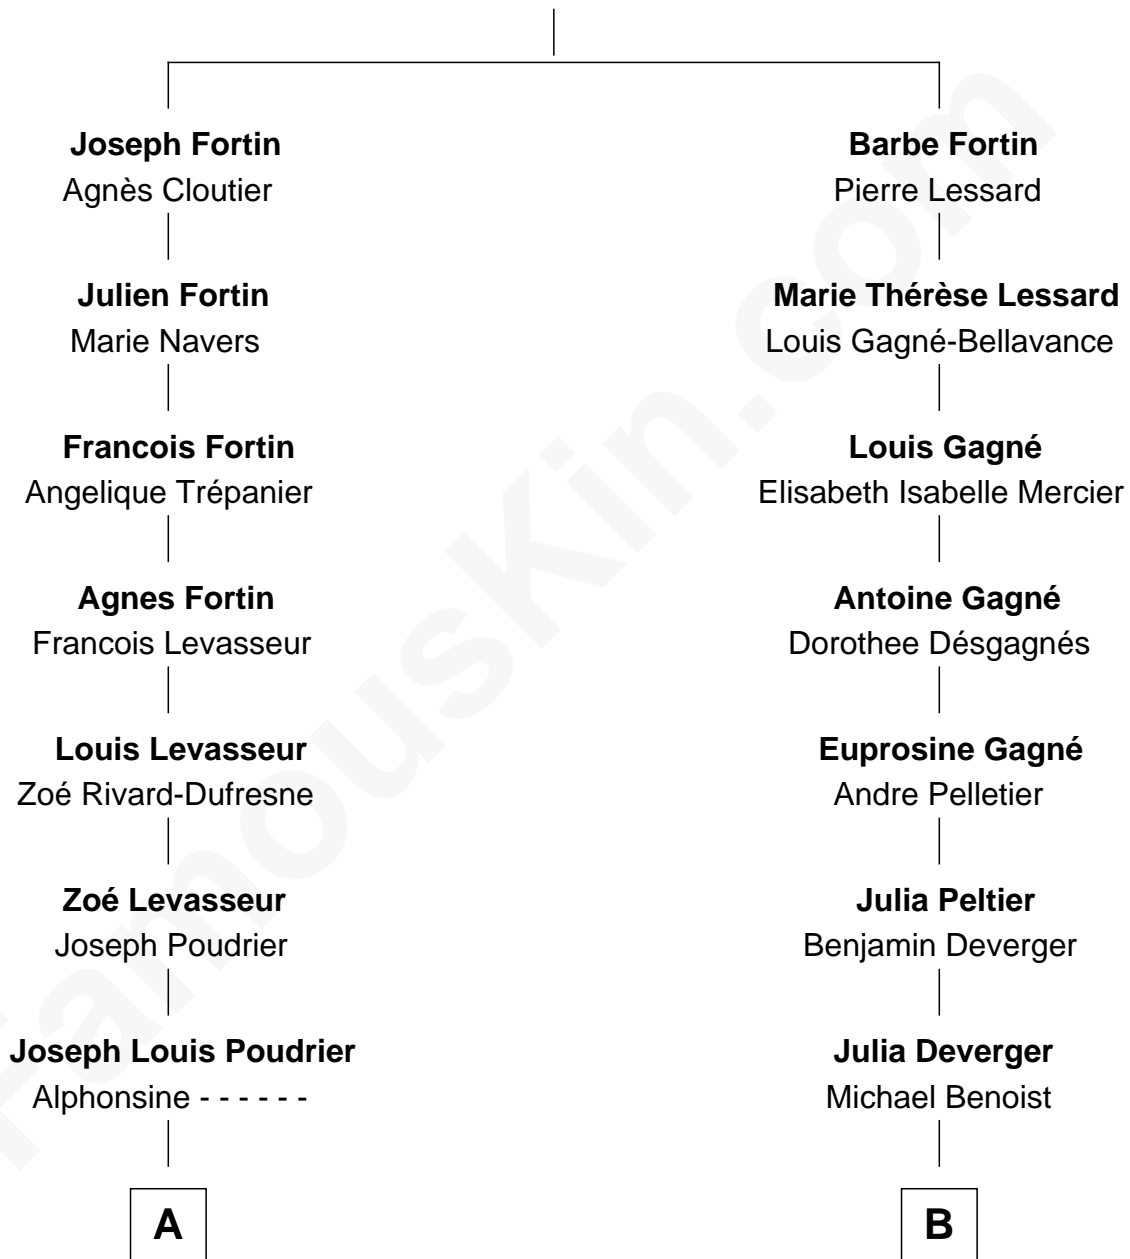 Joseph Fortin
Agnès Cloutier
Julien Fortin
Marie Navers
Francois Fortin
Angelique Trépanier
Agnes Fortin
Francois Levasseur
Louis Levasseur
Zoé Rivard-Dufresne
Zoé Levasseur
Joseph Poudrier
Joseph Louis Poudrier
Alphonsine - - - - - -
A
Barbe Fortin
Pierre Lessard
Marie Thérèse Lessard
Louis Gagné-Bellavance
Louis Gagné
Elisabeth Isabelle Mercier
Antoine Gagné
Dorothee Désgagnés
Euprosine Gagné
Andre Pelletier
Julia Peltier
Benjamin Deverger
Julia Deverger
Michael Benoist
B
FamousKin.com